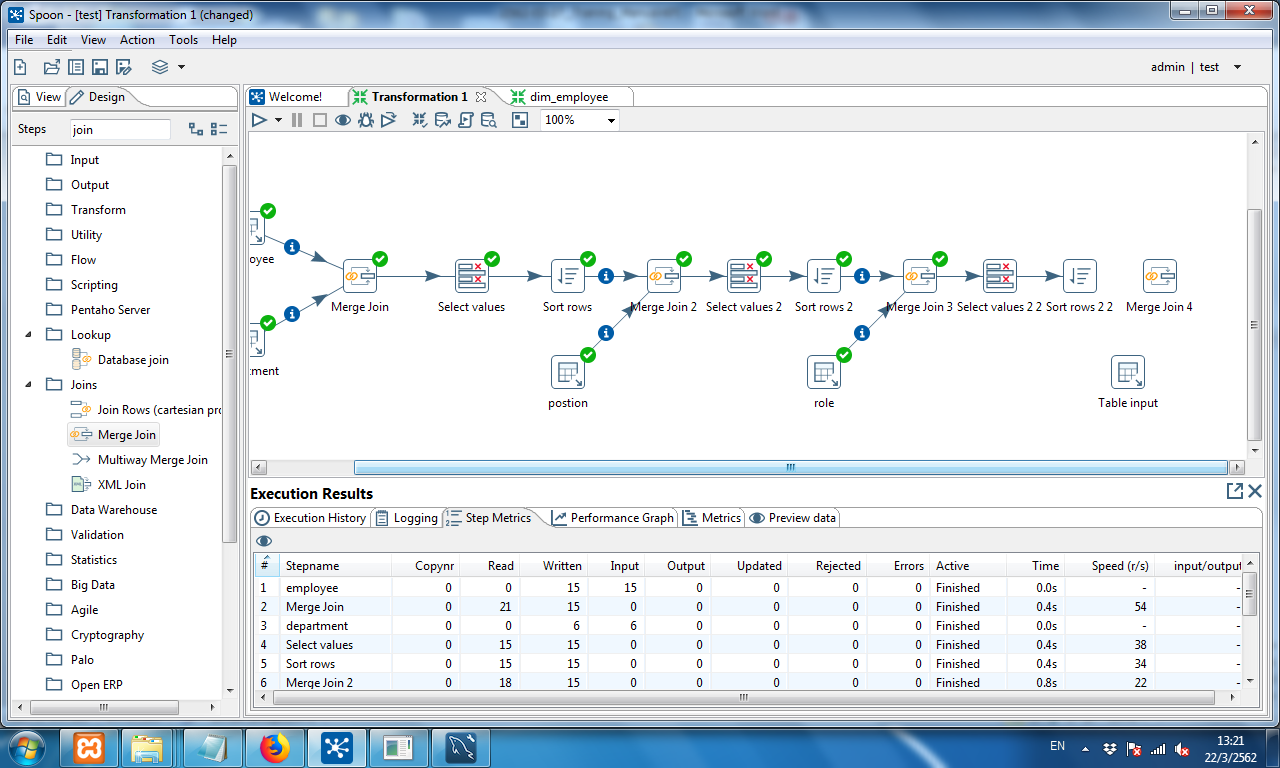 Spoon - [test] Transformation 1 (changed)
File Edit View Action Tools Help
admin | test
View Design
Welcome! Transformation 1 dim_employee
Steps join
100%
Input
Output
Transform
Utility
Flow
Scripting
Pentaho Server
Lookup
Database join
Joins
Join Rows (cartesian pro
Merge Join
Multiway Merge Join
XML Join
Data Warehouse
Validation
Statistics
Big Data
Agile
Cryptography
Palo
Open ERP
oyee
Merge Join Select values Sort rows Merge Join 2 Select values 2 Sort rows 2 Merge Join 3 Select values 2 2 Sort rows 2 2 Merge Join 4
tment
postion role Table input
Execution Results
Execution History Logging Step Metrics Performance Graph Metrics Preview data
# Stepname Copynr Read Written Input Output Updated Rejected Errors Active Time Speed (r/s) input/output
1 employee 0 0 15 15 0 0 0 0 Finished 0.0s - -
2 Merge Join 0 21 15 0 0 0 0 0 Finished 0.4s 54 -
3 department 0 0 6 6 0 0 0 0 Finished 0.0s - -
4 Select values 0 15 15 0 0 0 0 0 Finished 0.4s 38 -
5 Sort rows 0 15 15 0 0 0 0 0 Finished 0.4s 34 -
6 Merge Join 2 0 18 15 0 0 0 0 0 Finished 0.8s 22 -
EN
13:21
22/3/2562